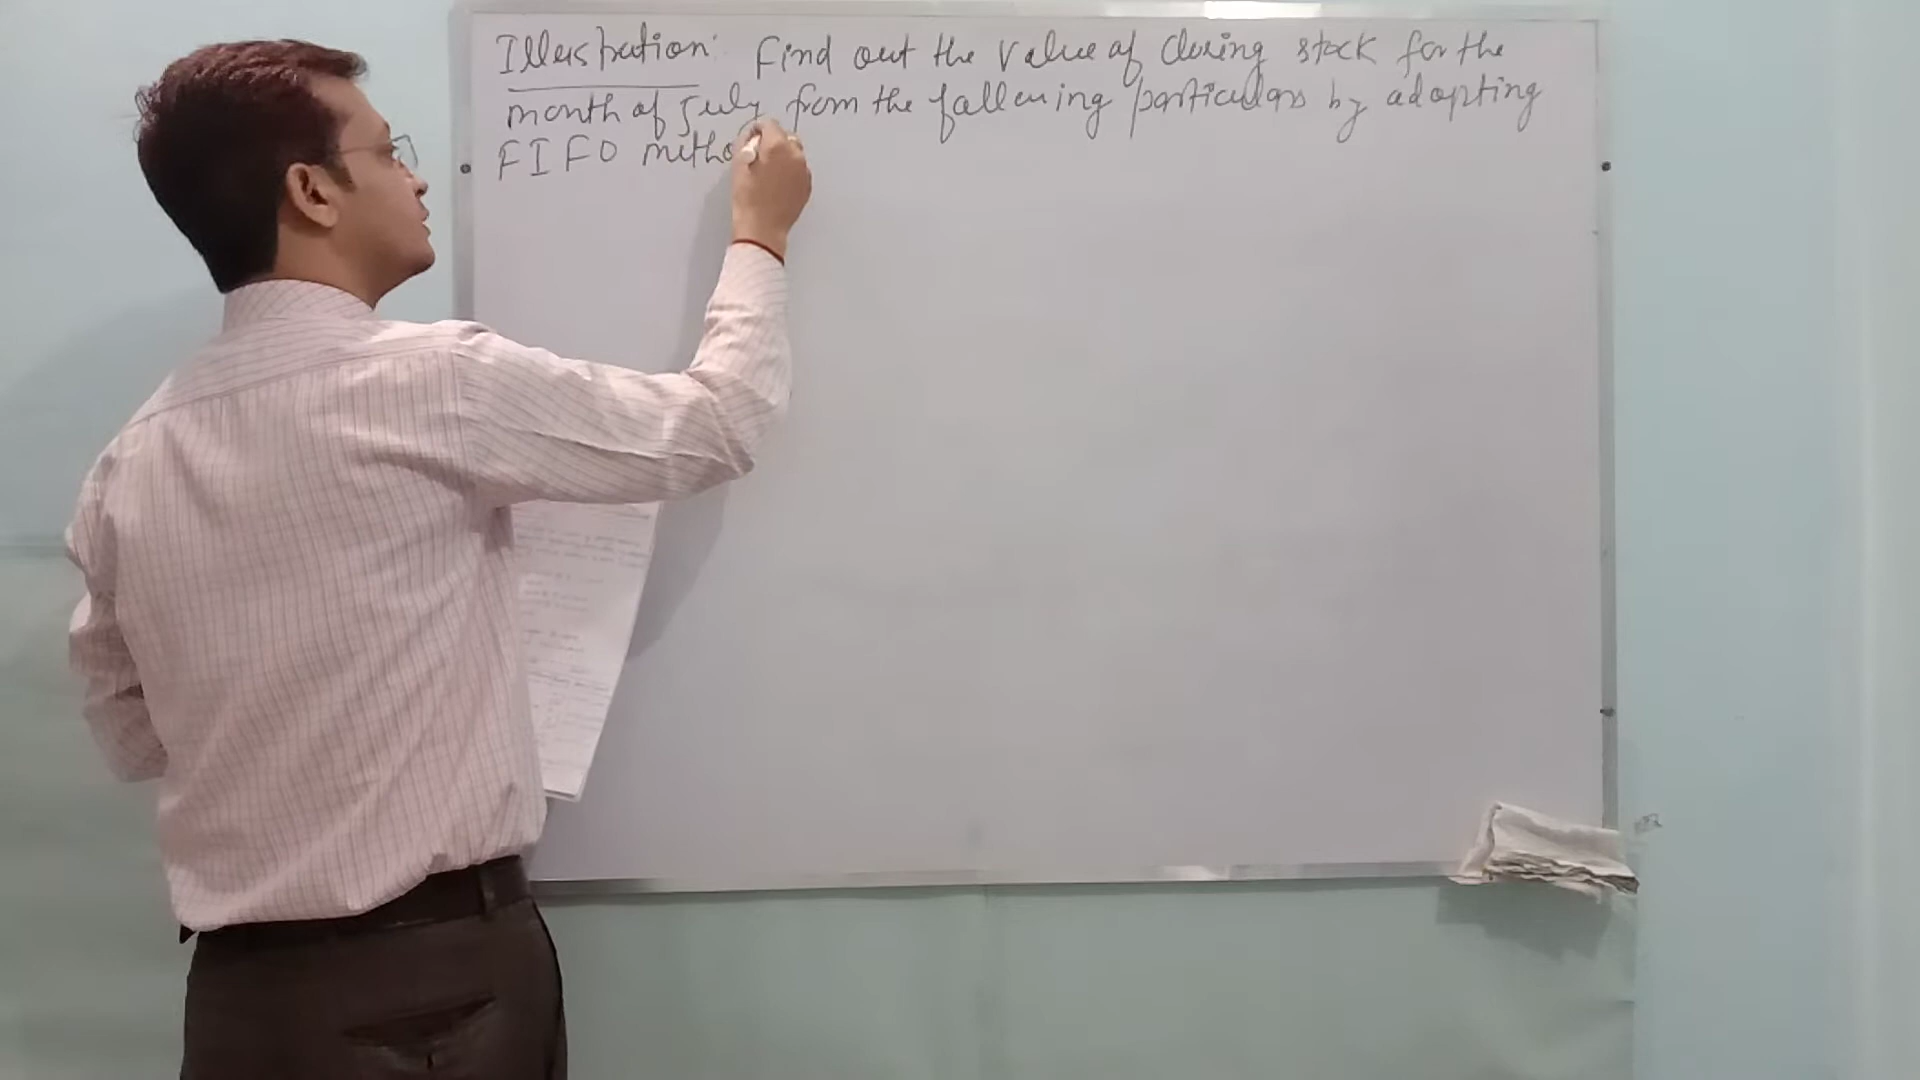 Illustration: Find out the value of closing stock for the
month of July from the following particulars by adopting
FIFO metho